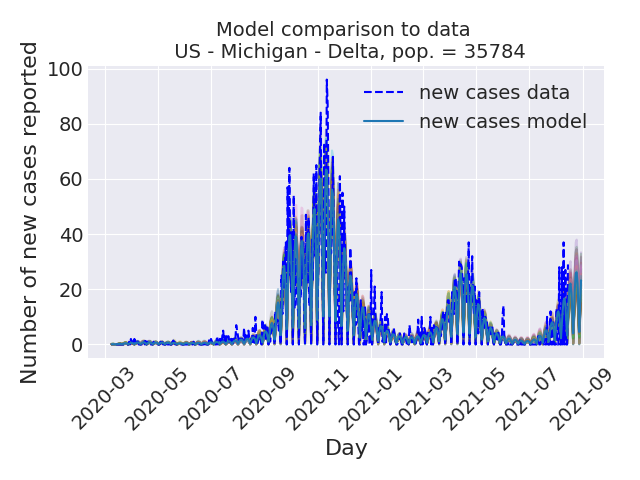 Model comparison to data
US - Michigan - Delta, pop. = 35784
Number of new cases reported
100
80
60
40
20
0
new cases data
new cases model
2020-03
2020-05
2020-07
2020-09
2020-11
2021-01
2021-03
2021-05
2021-07
2021-09
Day